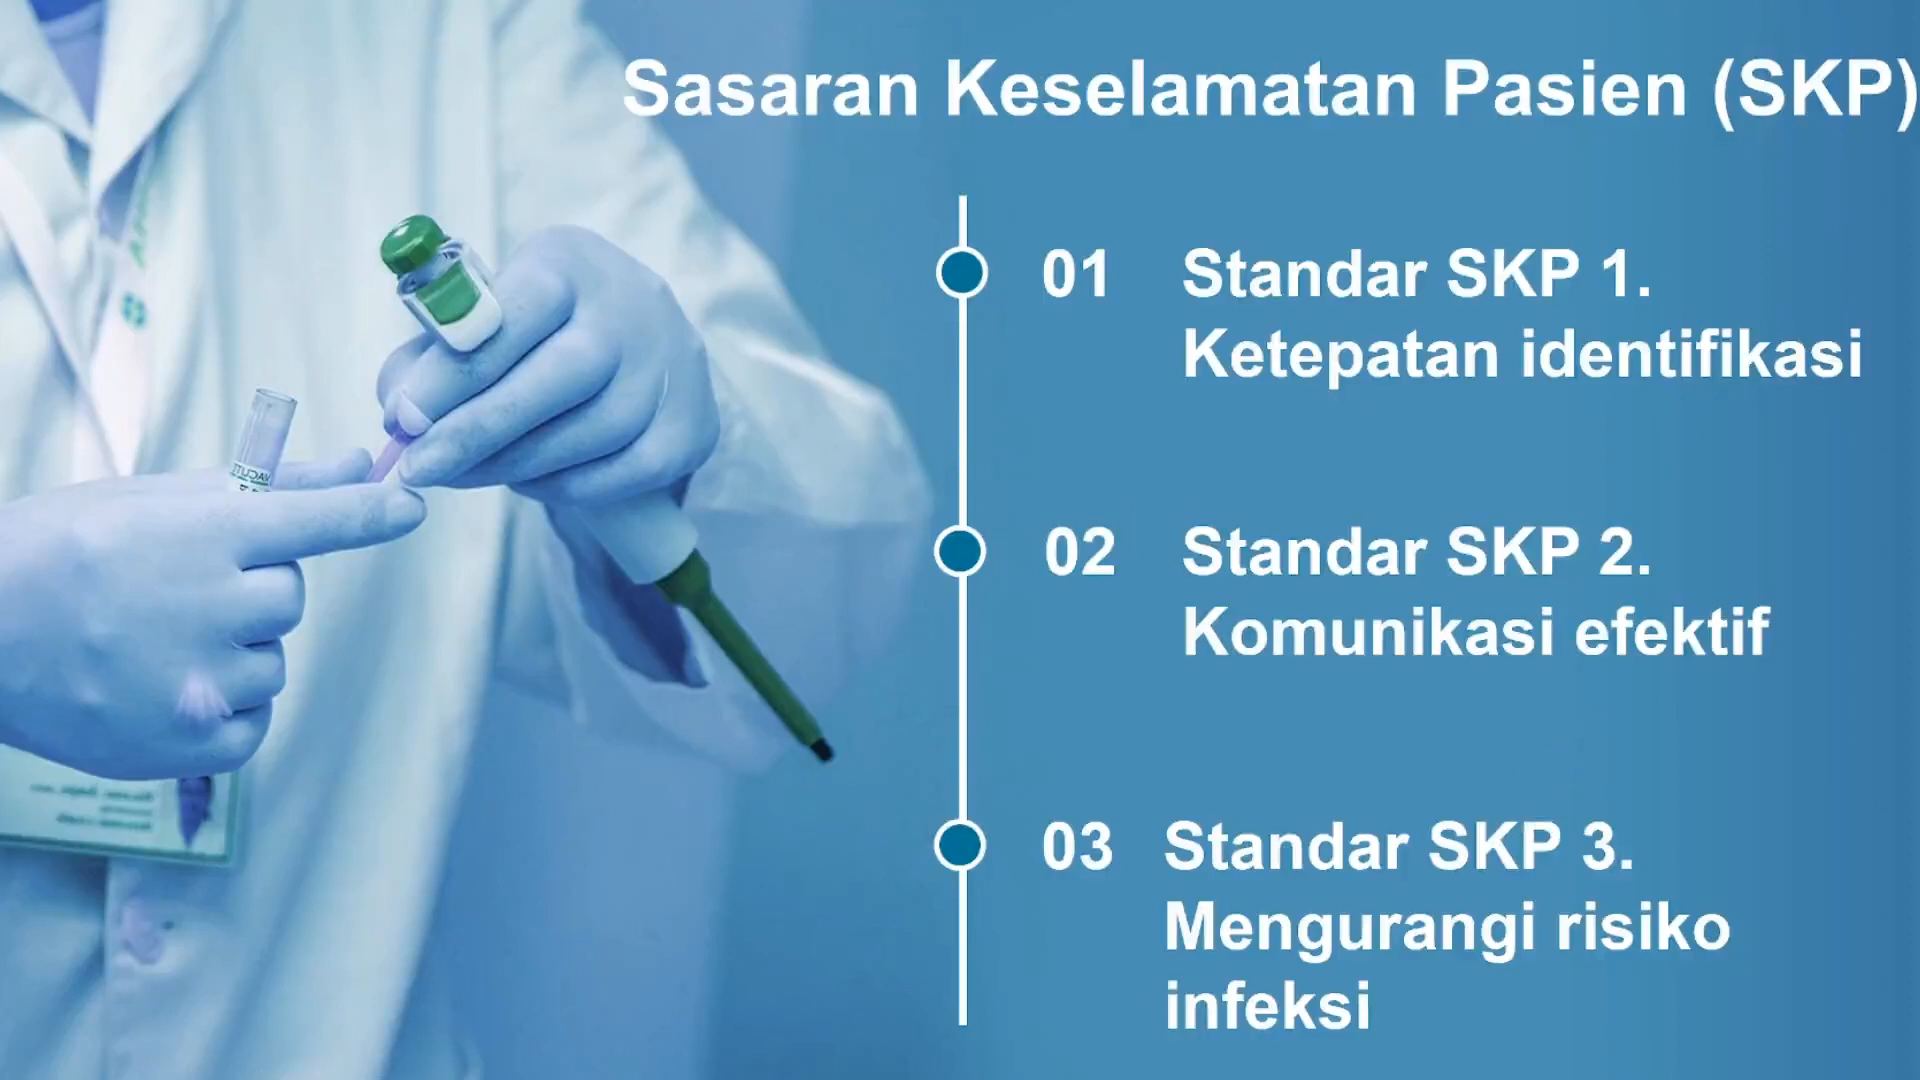 Sasaran Keselamatan Pasien (SKP)
01 Standar SKP 1.
Ketepatan identifikasi
02 Standar SKP 2.
Komunikasi efektif
03 Standar SKP 3.
Mengurangi risiko
infeksi